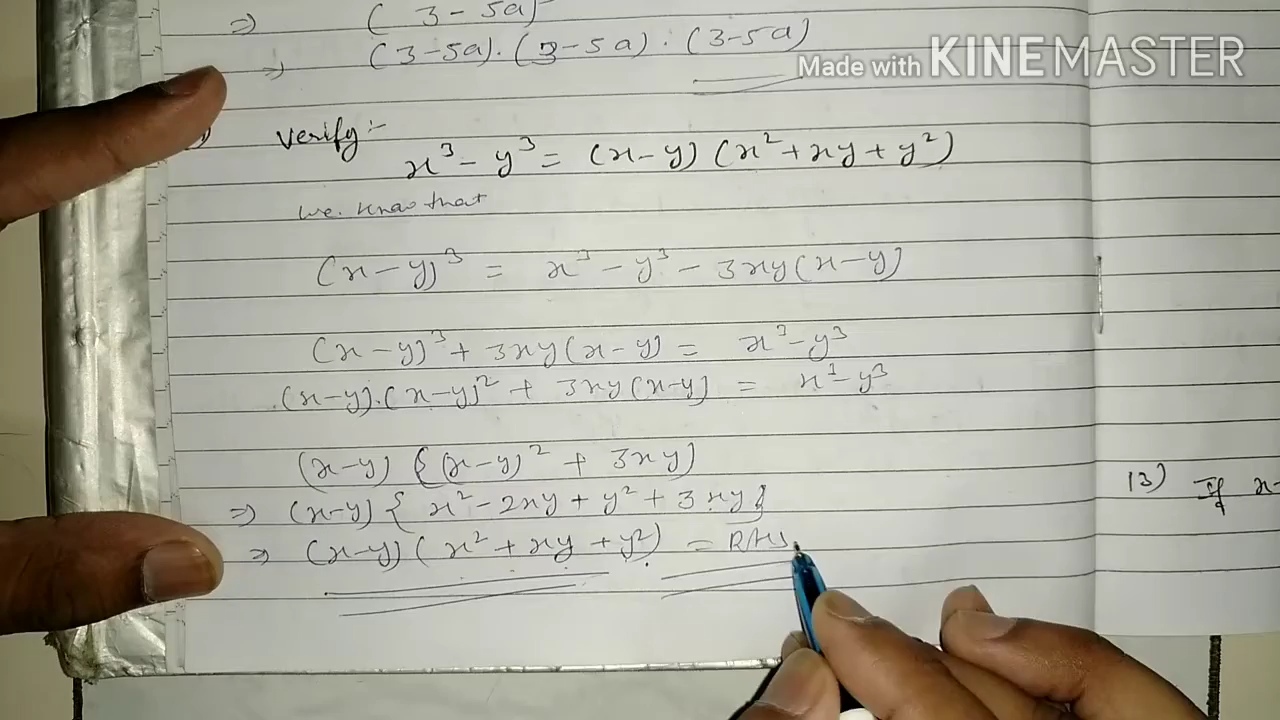 ⇒ (3-5a)
⇒ (3-5a).(3-5a).(3-5a)
Made with KINEMASTER
Verify:-
x³-y³ = (x-y) (x²+xy+y²)
we know that
(x-y)³ = x³-y³-3xy(x-y)
(x-y)³+3xy(x-y) = x³-y³
(x-y).(x-y)²+3xy(x-y) = x³-y³
(x-y) {(x-y)²+3xy)
⇒ (x-y){x²-2xy+y²+3xy}
⇒ (x-y)(x²+xy+y²) = RHS
13) If x-